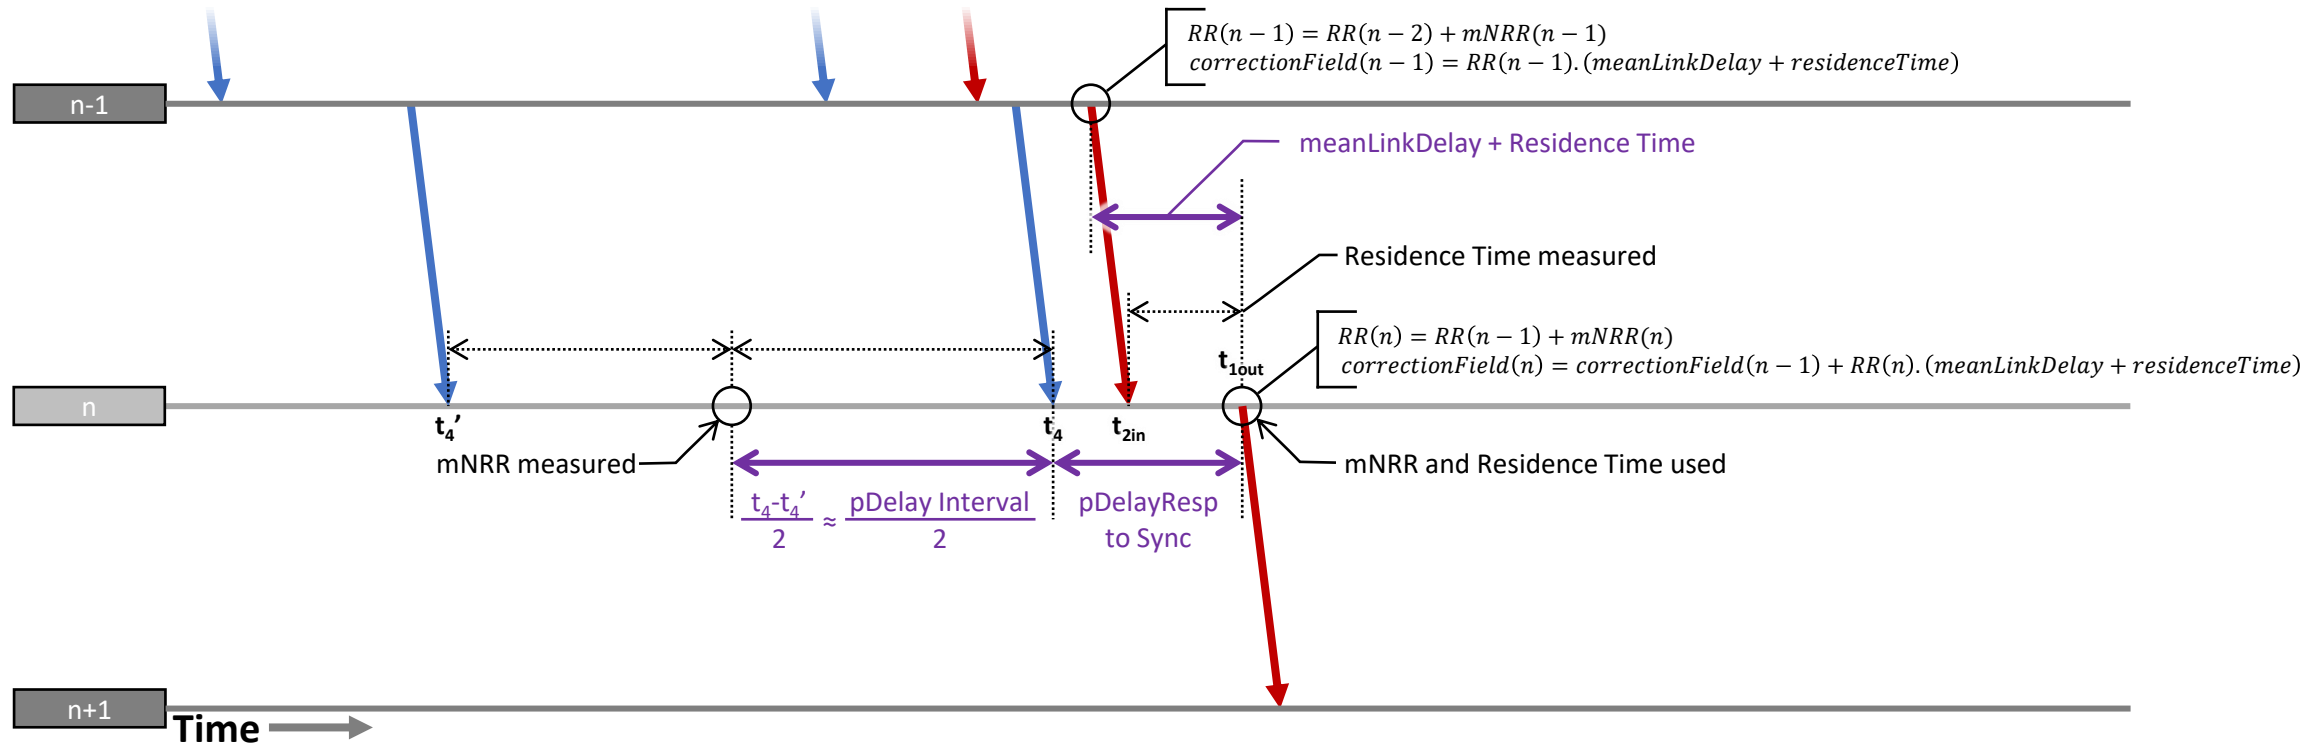 RR(n − 1) = RR(n − 2) + mNRR(n − 1)
correctionField(n − 1) = RR(n − 1).(meanLinkDelay + residenceTime)
n-1
meanLinkDelay + Residence Time
Residence Time measured
RR(n) = RR(n − 1) + mNRR(n)
correctionField(n) = correctionField(n − 1) + RR(n).(meanLinkDelay + residenceTime)
t1out
n
t4’
t4
t2in
mNRR measured
mNRR and Residence Time used
t4-t4’ ≈ pDelay Interval
2 2
pDelayResp
to Sync
n+1
Time